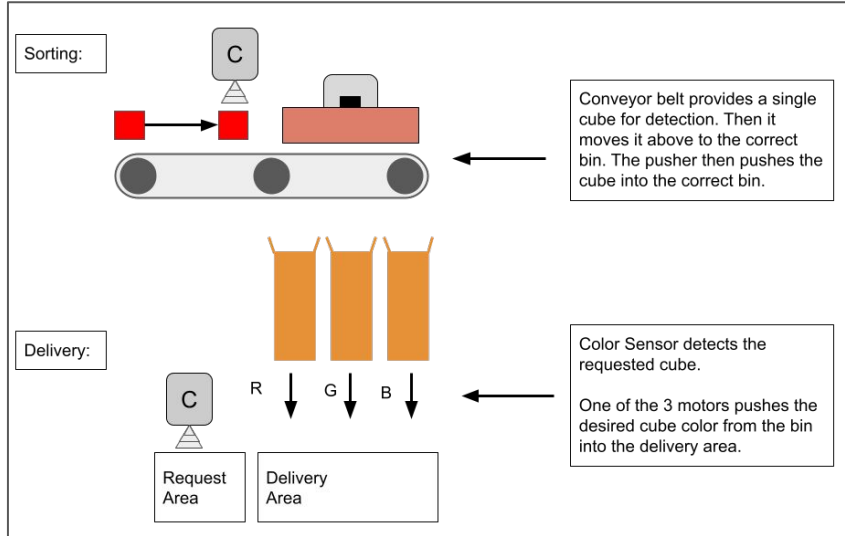 Sorting:
C
Conveyor belt provides a single
cube for detection. Then it
moves it above to the correct
bin. The pusher then pushes the
cube into the correct bin.
Delivery:
C
R
G
B
Color Sensor detects the
requested cube.
One of the 3 motors pushes the
desired cube color from the bin
into the delivery area.
Request
Area
Delivery
Area